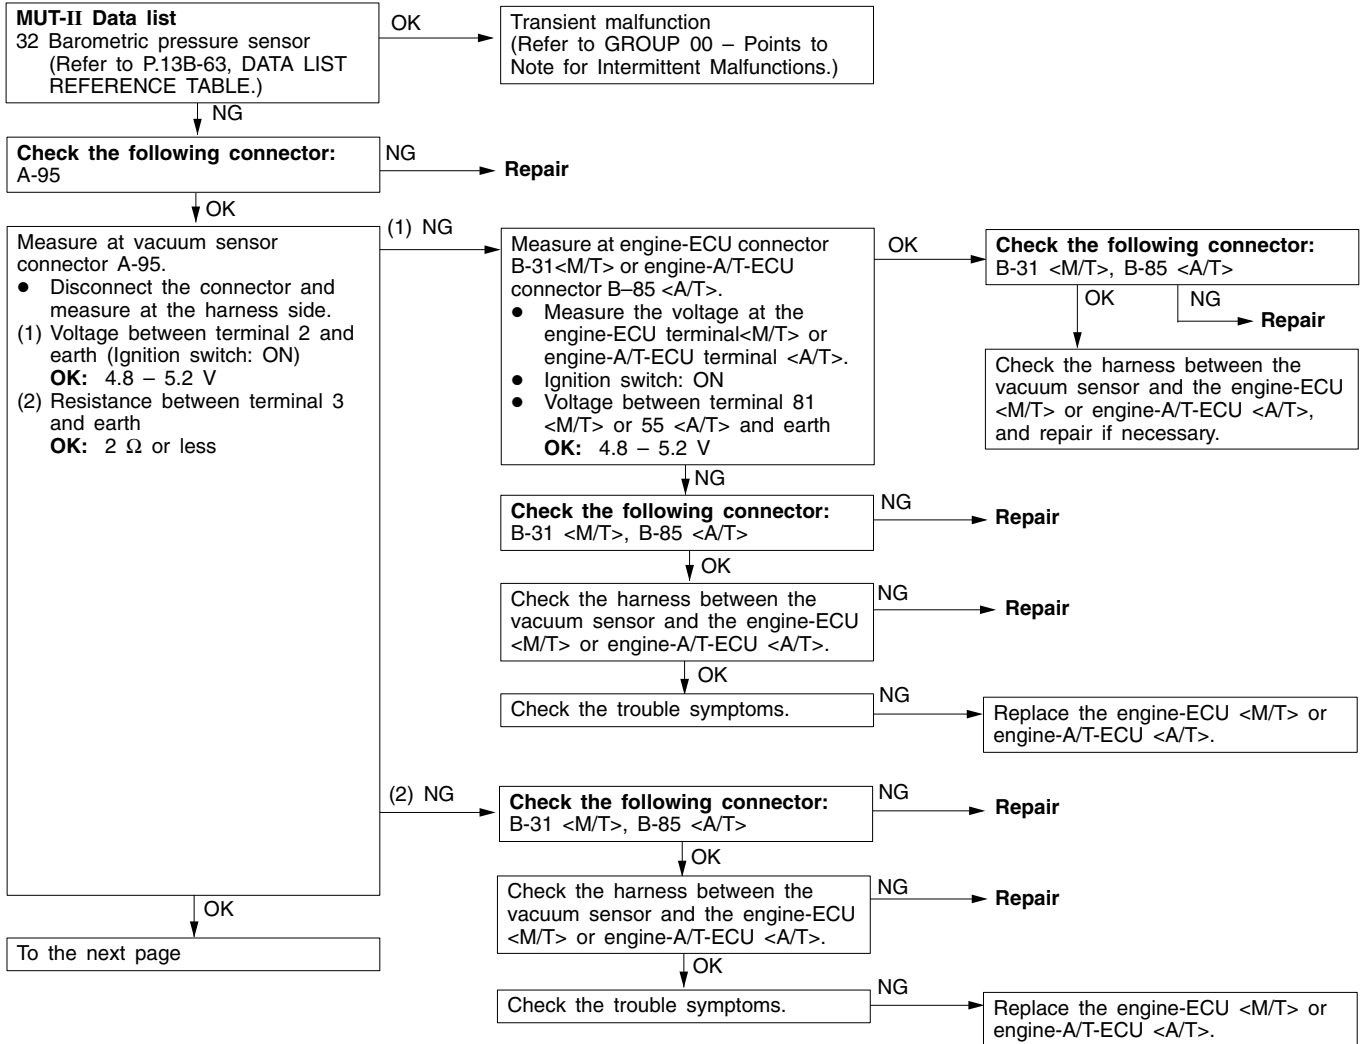 MUT-II Data list
32 Barometric pressure sensor
(Refer to P.13B-63, DATA LIST
REFERENCE TABLE.)
OK
Transient malfunction
(Refer to GROUP 00 – Points to
Note for Intermittent Malfunctions.)
NG
Check the following connector:
A-95
NG
Repair
OK
Measure at vacuum sensor
connector A-95.
● Disconnect the connector and
measure at the harness side.
(1) Voltage between terminal 2 and
earth (Ignition switch: ON)
OK: 4.8 – 5.2 V
(2) Resistance between terminal 3
and earth
OK: 2 Ω or less
(1) NG
Measure at engine-ECU connector
B-31<M/T> or engine-A/T-ECU
connector B–85 <A/T>.
● Measure the voltage at the
engine-ECU terminal<M/T> or
engine-A/T-ECU terminal <A/T>.
● Ignition switch: ON
● Voltage between terminal 81
<M/T> or 55 <A/T> and earth
OK: 4.8 – 5.2 V
OK
Check the following connector:
B-31 <M/T>, B-85 <A/T>
OK
NG
Repair
Check the harness between the
vacuum sensor and the engine-ECU
<M/T> or engine-A/T-ECU <A/T>,
and repair if necessary.
NG
Check the following connector:
B-31 <M/T>, B-85 <A/T>
NG
Repair
OK
Check the harness between the
vacuum sensor and the engine-ECU
<M/T> or engine-A/T-ECU <A/T>.
NG
Repair
OK
Check the trouble symptoms.
NG
Replace the engine-ECU <M/T> or
engine-A/T-ECU <A/T>.
(2) NG
Check the following connector:
B-31 <M/T>, B-85 <A/T>
NG
Repair
OK
Check the harness between the
vacuum sensor and the engine-ECU
<M/T> or engine-A/T-ECU <A/T>.
NG
Repair
OK
Check the trouble symptoms.
NG
Replace the engine-ECU <M/T> or
engine-A/T-ECU <A/T>.
OK
To the next page